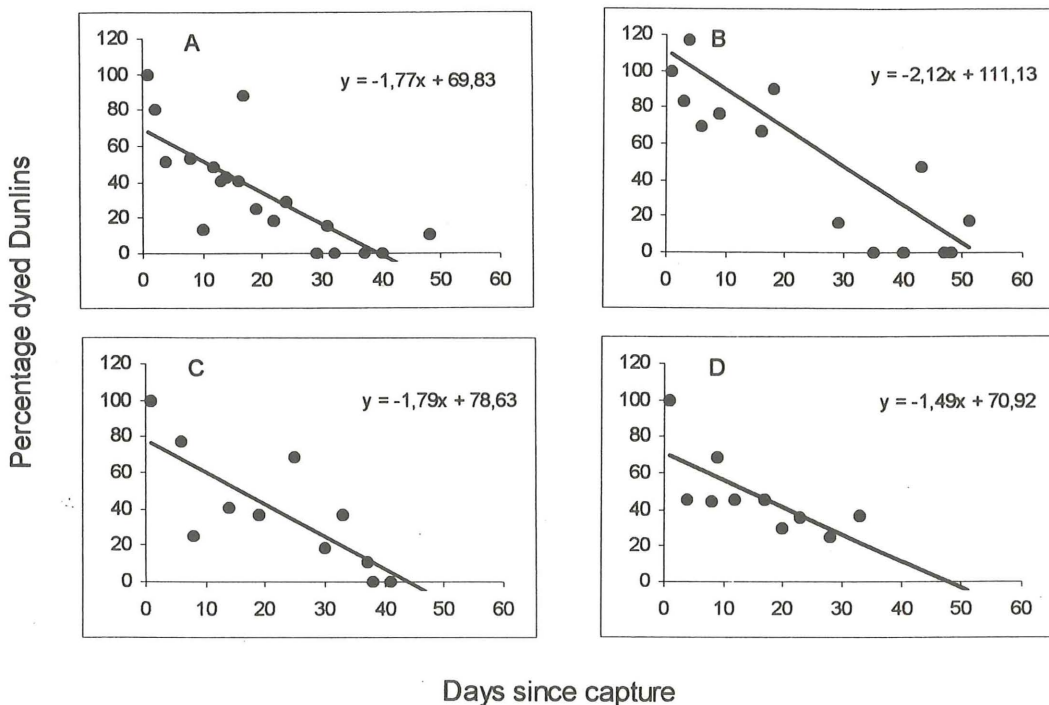 Percentage dyed Dunlins
A
y = -1,77x + 69,83
120
100
80
60
40
20
0
0 10 20 30 40 50 60
B
y = -2,12x + 111,13
120
100
80
60
40
20
0
0 10 20 30 40 50 60
C
y = -1,79x + 78,63
120
100
80
60
40
20
0
0 10 20 30 40 50 60
D
y = -1,49x + 70,92
120
100
80
60
40
20
0
0 10 20 30 40 50 60
Days since capture